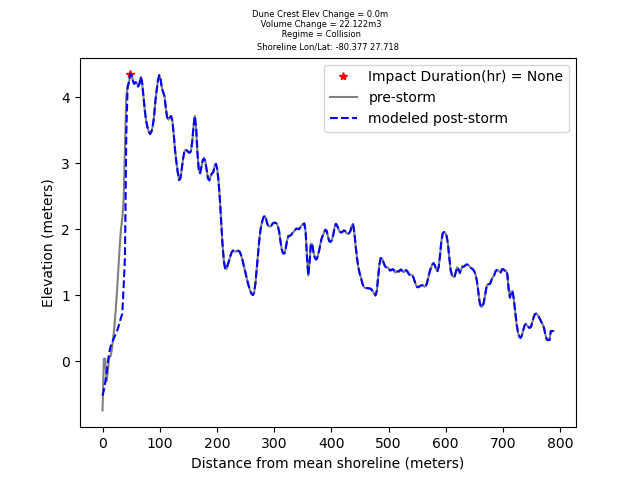 Dune Crest Elev Change = 0.0m
Volume Change = 22.122m
Regime = Collision
Shoreline Lon/Lat: -80.377 27.718
Impact Duration(hr) = None
pre-storm
modeled post-storm
Elevation (meters)
4
3
2
1
0
0 100 200 300 400 500 600 700 800
Distance from mean shoreline (meters)